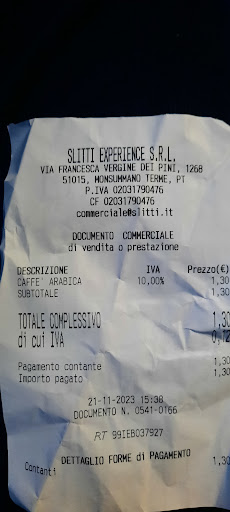 SLITTI EXPERIENCE S.R.L.
VIA FRANCESCA VERGINE DEI PINI, 1268
51015, MONSUMMANO TERME, PT
P.IVA 02031790476
CF 02031790476
commerciale@slitti.it
DOCUMENTO COMMERCIALE
di vendita o prestazione
DESCRIZIONE IVA Prezzo(€)
CAFFE' ARABICA 10,00% 1,30
SUBTOTALE 1,30
TOTALE COMPLESSIVO 1,30
di cui IVA 0,12
Pagamento contante 1,30
Importo pagato 1,30
21-11-2023 15:38
DOCUMENTO N. 0541-0166
RT 99IEB037927
DETTAGLIO FORME di PAGAMENTO
Contanti 1,30